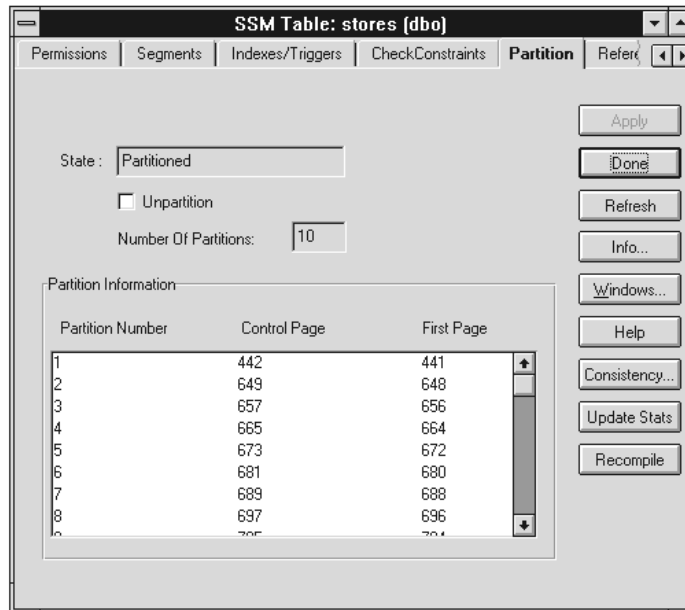 SSM Table: stores (dbo)
Permissions Segments Indexes/Triggers CheckConstraints Partition
Apply
State : Partitioned
Done
Unpartition
Refresh
Number Of Partitions: 10
Info...
Partition Information
Windows...
Partition Number Control Page First Page
Help
1 442 441
2 649 648
Consistency...
3 657 656
4 665 664
Update Stats
5 673 672
6 681 680
Recompile
7 689 688
8 697 696